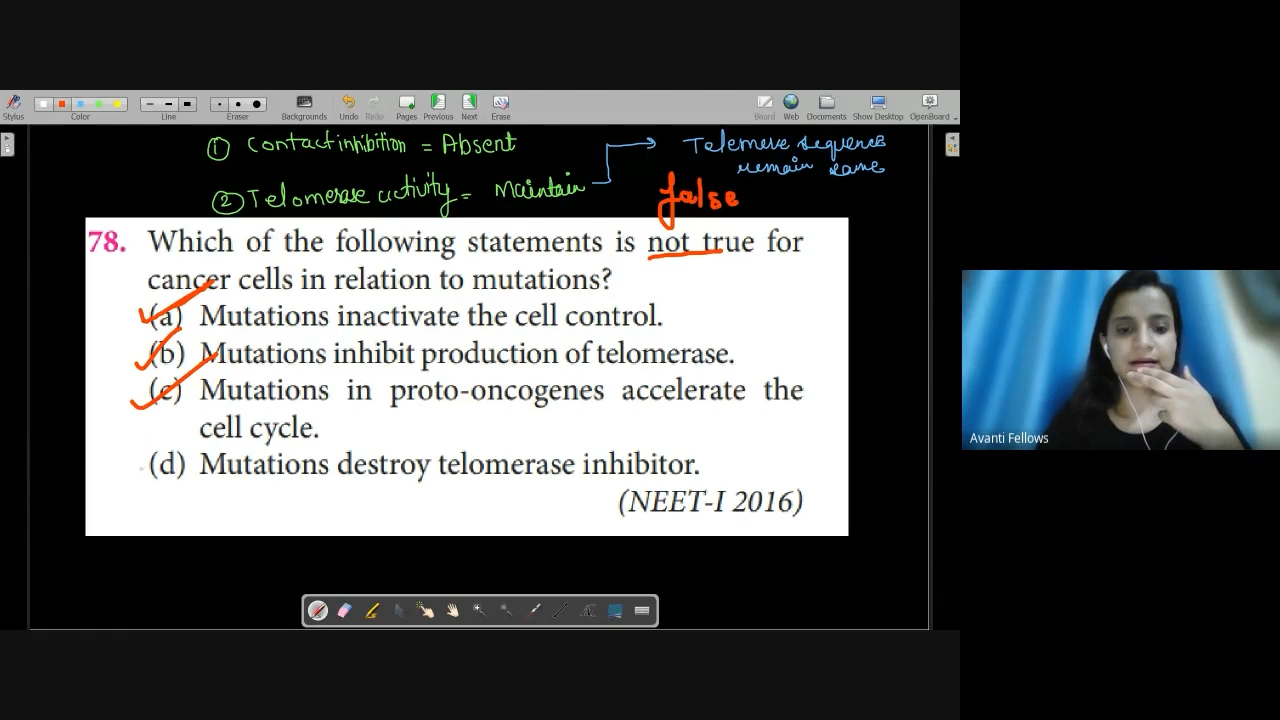 Stylus
Color
Line
Eraser
Backgrounds
Undo
Redo
Pages
Previous
Next
Erase
Board
Web
Documents
Show Desktop
OpenBoard
① Contact inhibition = Absent
② Telomerase activity = Maintain
Telemere sequence
remain same
false
78. Which of the following statements is not true for
cancer cells in relation to mutations?
(a) Mutations inactivate the cell control.
(b) Mutations inhibit production of telomerase.
(c) Mutations in proto-oncogenes accelerate the
cell cycle.
(d) Mutations destroy telomerase inhibitor.
(NEET-I 2016)
Avanti Fellows